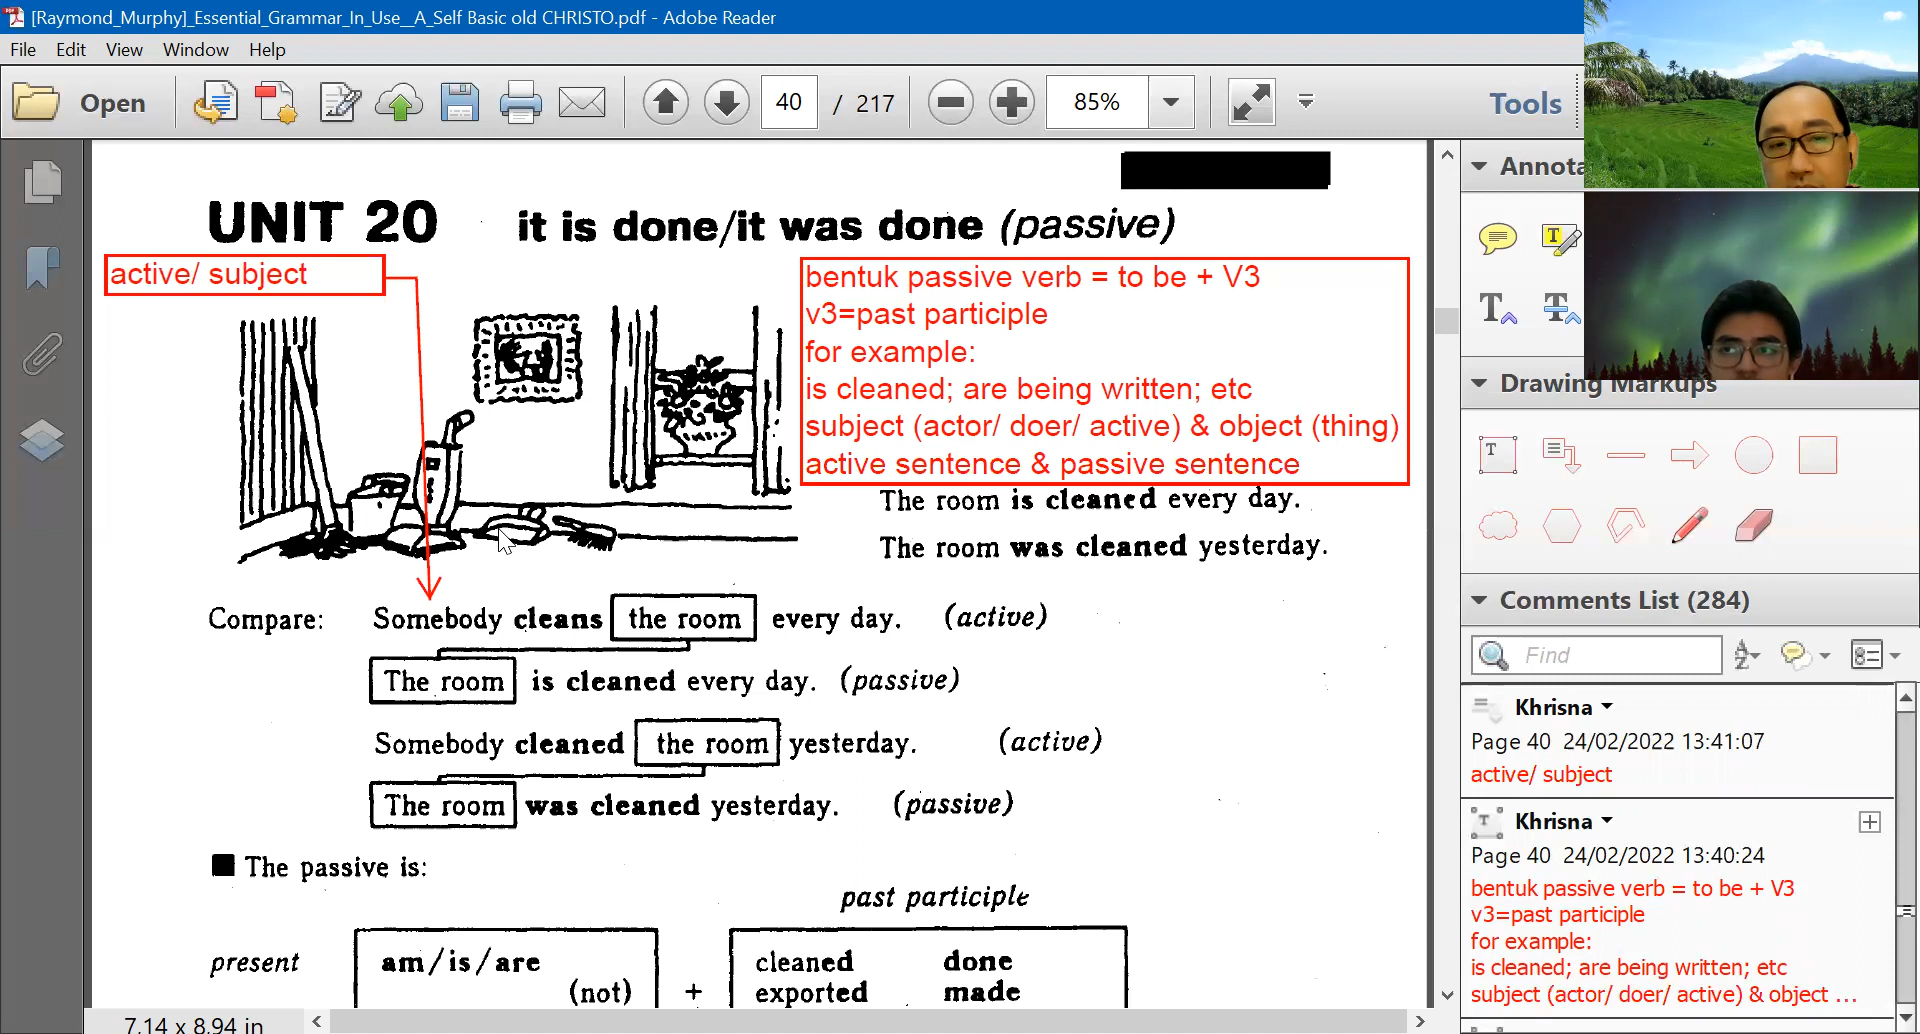 [Raymond_Murphy]_Essential_Grammar_In_Use__A_Self Basic old CHRISTO.pdf - Adobe Reader
File Edit View Window Help
Open 40 / 217 85% Tools
UNIT 20 it is done/it was done (passive)
active/ subject
bentuk passive verb = to be + V3
v3=past participle
for example:
is cleaned; are being written; etc
subject (actor/ doer/ active) & object (thing)
active sentence & passive sentence
The room is cleaned every day.
The room was cleaned yesterday.
Compare: Somebody cleans the room every day. (active)
The room is cleaned every day. (passive)
Somebody cleaned the room yesterday. (active)
The room was cleaned yesterday. (passive)
■ The passive is:
past participle
present am/is/are cleaned done
(not) + exported made
7.14 x 8.94 in
Drawing Markups
Comments List (284)
Find
Khrisna
Page 40 24/02/2022 13:41:07
active/ subject
Khrisna
Page 40 24/02/2022 13:40:24
bentuk passive verb = to be + V3
v3=past participle
for example:
is cleaned; are being written; etc
subject (actor/ doer/ active) & object ...